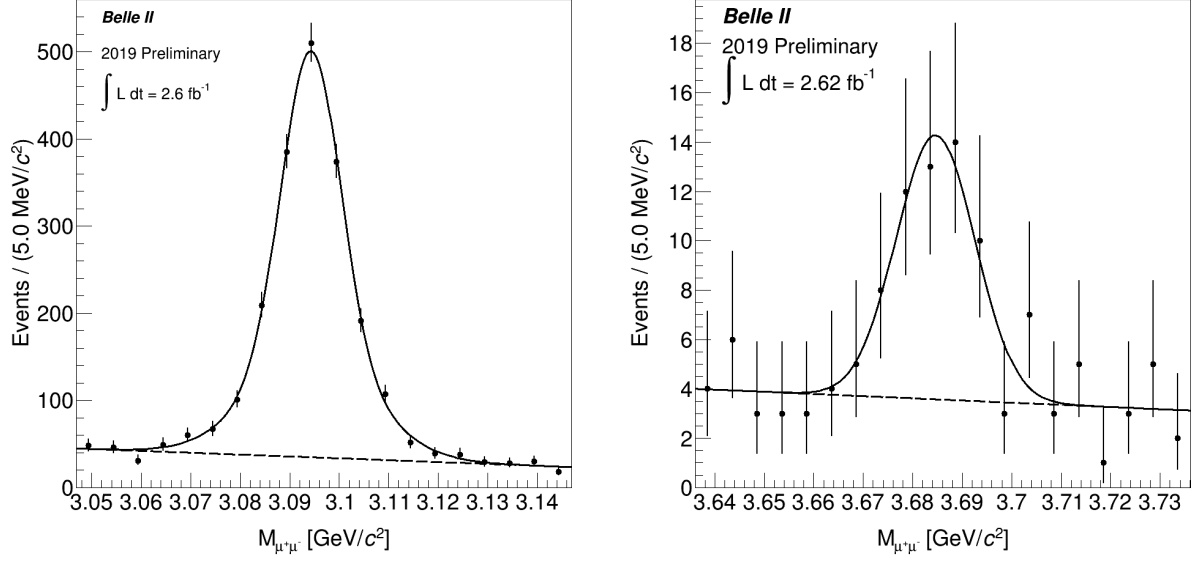 Belle II
2019 Preliminary
∫ L dt = 2.6 fb⁻¹
Events / (5.0 MeV/c²)
500
400
300
200
100
0
3.05 3.06 3.07 3.08 3.09 3.1 3.11 3.12 3.13 3.14
M_μ⁺μ⁻ [GeV/c²]
Belle II
2019 Preliminary
∫ L dt = 2.62 fb⁻¹
Events / (5.0 MeV/c²)
18
16
14
12
10
8
6
4
2
0
3.64 3.65 3.66 3.67 3.68 3.69 3.7 3.71 3.72 3.73
M_μ⁺μ⁻ [GeV/c²]